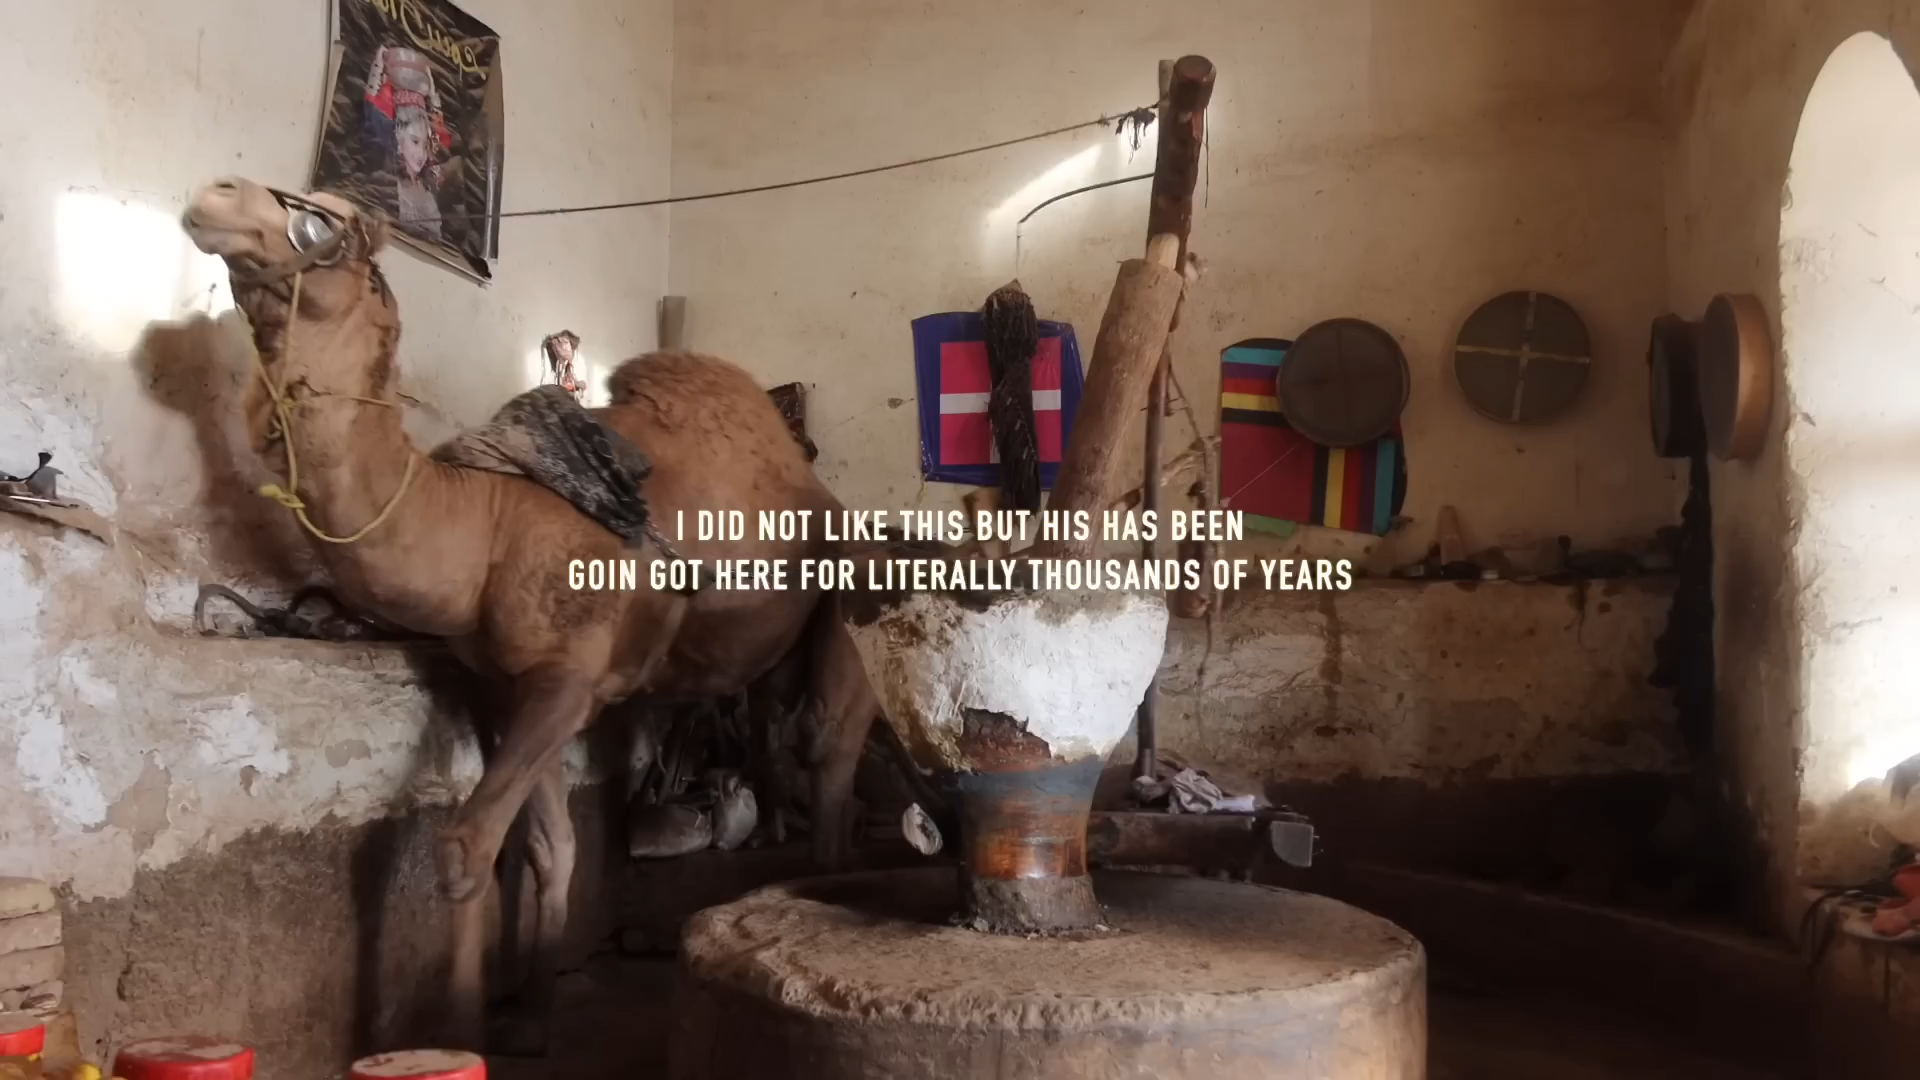 I DID NOT LIKE THIS BUT HIS HAS BEEN
GOIN GOT HERE FOR LITERALLY THOUSANDS OF YEARS